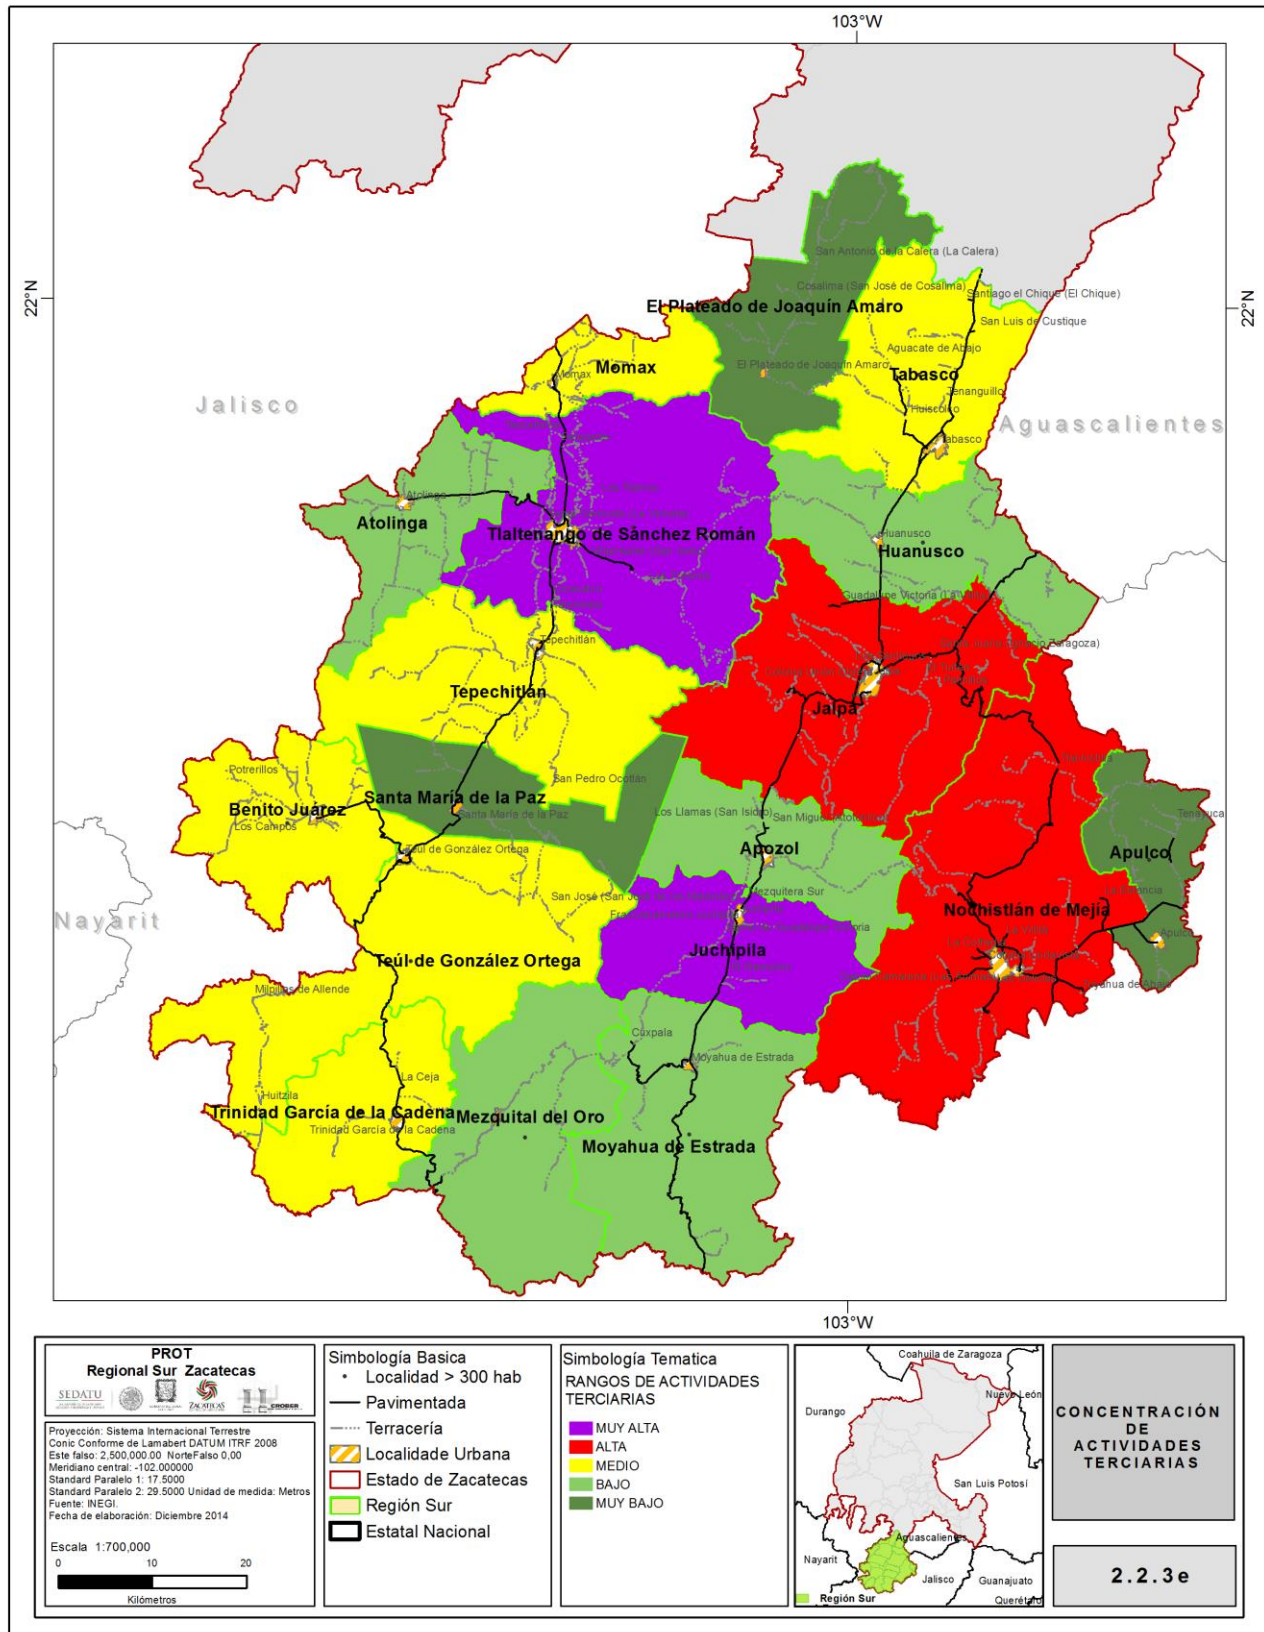 103°W
22°N
22°N
San Antonio de la Calera (La Calera)
Cosalima (San José de Cosalima)
Santiago el Chique (El Chique)
El Plateado de Joaquín Amaro
San Luis de Custique
Aguacate de Abajo
Momax
El Plateado de Joaquín Amaro
Tabasco
Momax
Tenanguillo
Jalisco
Huiscolco
Aguascalientes
Tabasco
Atolinga
Atolinga
Tlaltenango de Sánchez Román
Huanusco
Huanusco
Tepechitlán
Tepechitlán
Jalpa
San Pedro Ocotlán
Potrerillos
Benito Juárez
Santa María de la Paz
Los Campos
Santa María de la Paz
Los Llamas (San Isidro)
Apozol
Teúl de González Ortega
Apulco
Nayarit
Mezquitera Sur
Nochistlán de Mejía
Juchipila
Apulco
Teúl de González Ortega
Milpillas de Allende
Cuxpala
Moyahua de Estrada
La Ceja
Huitzila
Trinidad García de la Cadena
Trinidad García de la Cadena
Mezquital del Oro
Moyahua de Estrada
103°W
PROT
Regional Sur Zacatecas
SEDATU
ZACATECAS
CROBER
Proyección: Sistema Internacional Terrestre
Conic Conforme de Lamabert DATUM ITRF 2008
Este falso: 2,500,000.00 NorteFalso 0,00
Meridiano central: -102.000000
Standard Paralelo 1: 17.5000
Standard Paralelo 2: 29.5000 Unidad de medida: Metros
Fuente: INEGI.
Fecha de elaboración: Diciembre 2014
Escala 1:700,000
0 10 20
Kilómetros
Simbología Basica
Localidad > 300 hab
Pavimentada
Terracería
Localidade Urbana
Estado de Zacatecas
Región Sur
Estatal Nacional
Simbología Tematica
RANGOS DE ACTIVIDADES
TERCIARIAS
MUY ALTA
ALTA
MEDIO
BAJO
MUY BAJO
Coahuila de Zaragoza
Nuevo León
Durango
San Luis Potosí
Aguascalientes
Nayarit
Jalisco
Guanajuato
Querétaro
Región Sur
CONCENTRACIÓN
DE
ACTIVIDADES
TERCIARIAS
2.2.3e